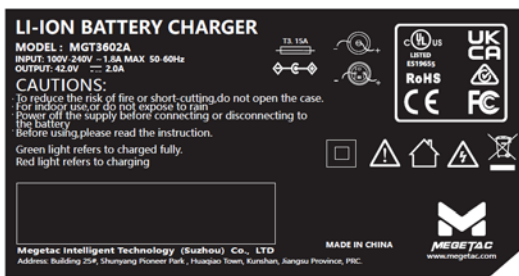 LI-ION BATTERY CHARGER
MODEL : MGT3602A
INPUT: 100V-240V ~1.8A MAX 50-60Hz
OUTPUT: 42.0V ⎓ 2.0A
CAUTIONS:
· To reduce the risk of fire or short-cutting,do not open the case.
· For indoor use,or do not expose to rain
· Power off the supply before connecting or disconnecting to
the battery
· Before using,please read the instruction.
Green light refers to charged fully.
Red light refers to charging
T3. 15A
c UL US
LISTED
E519655
RoHS
CE
UK
CA
FC
Megetac Intelligent Technology (Suzhou) Co., LTD
Address: Building 25#, Shunyang Pioneer Park , Huaqiao Town, Kunshan, Jiangsu Province, PRC.
MADE IN CHINA
MEGETAC
www.megetac.com